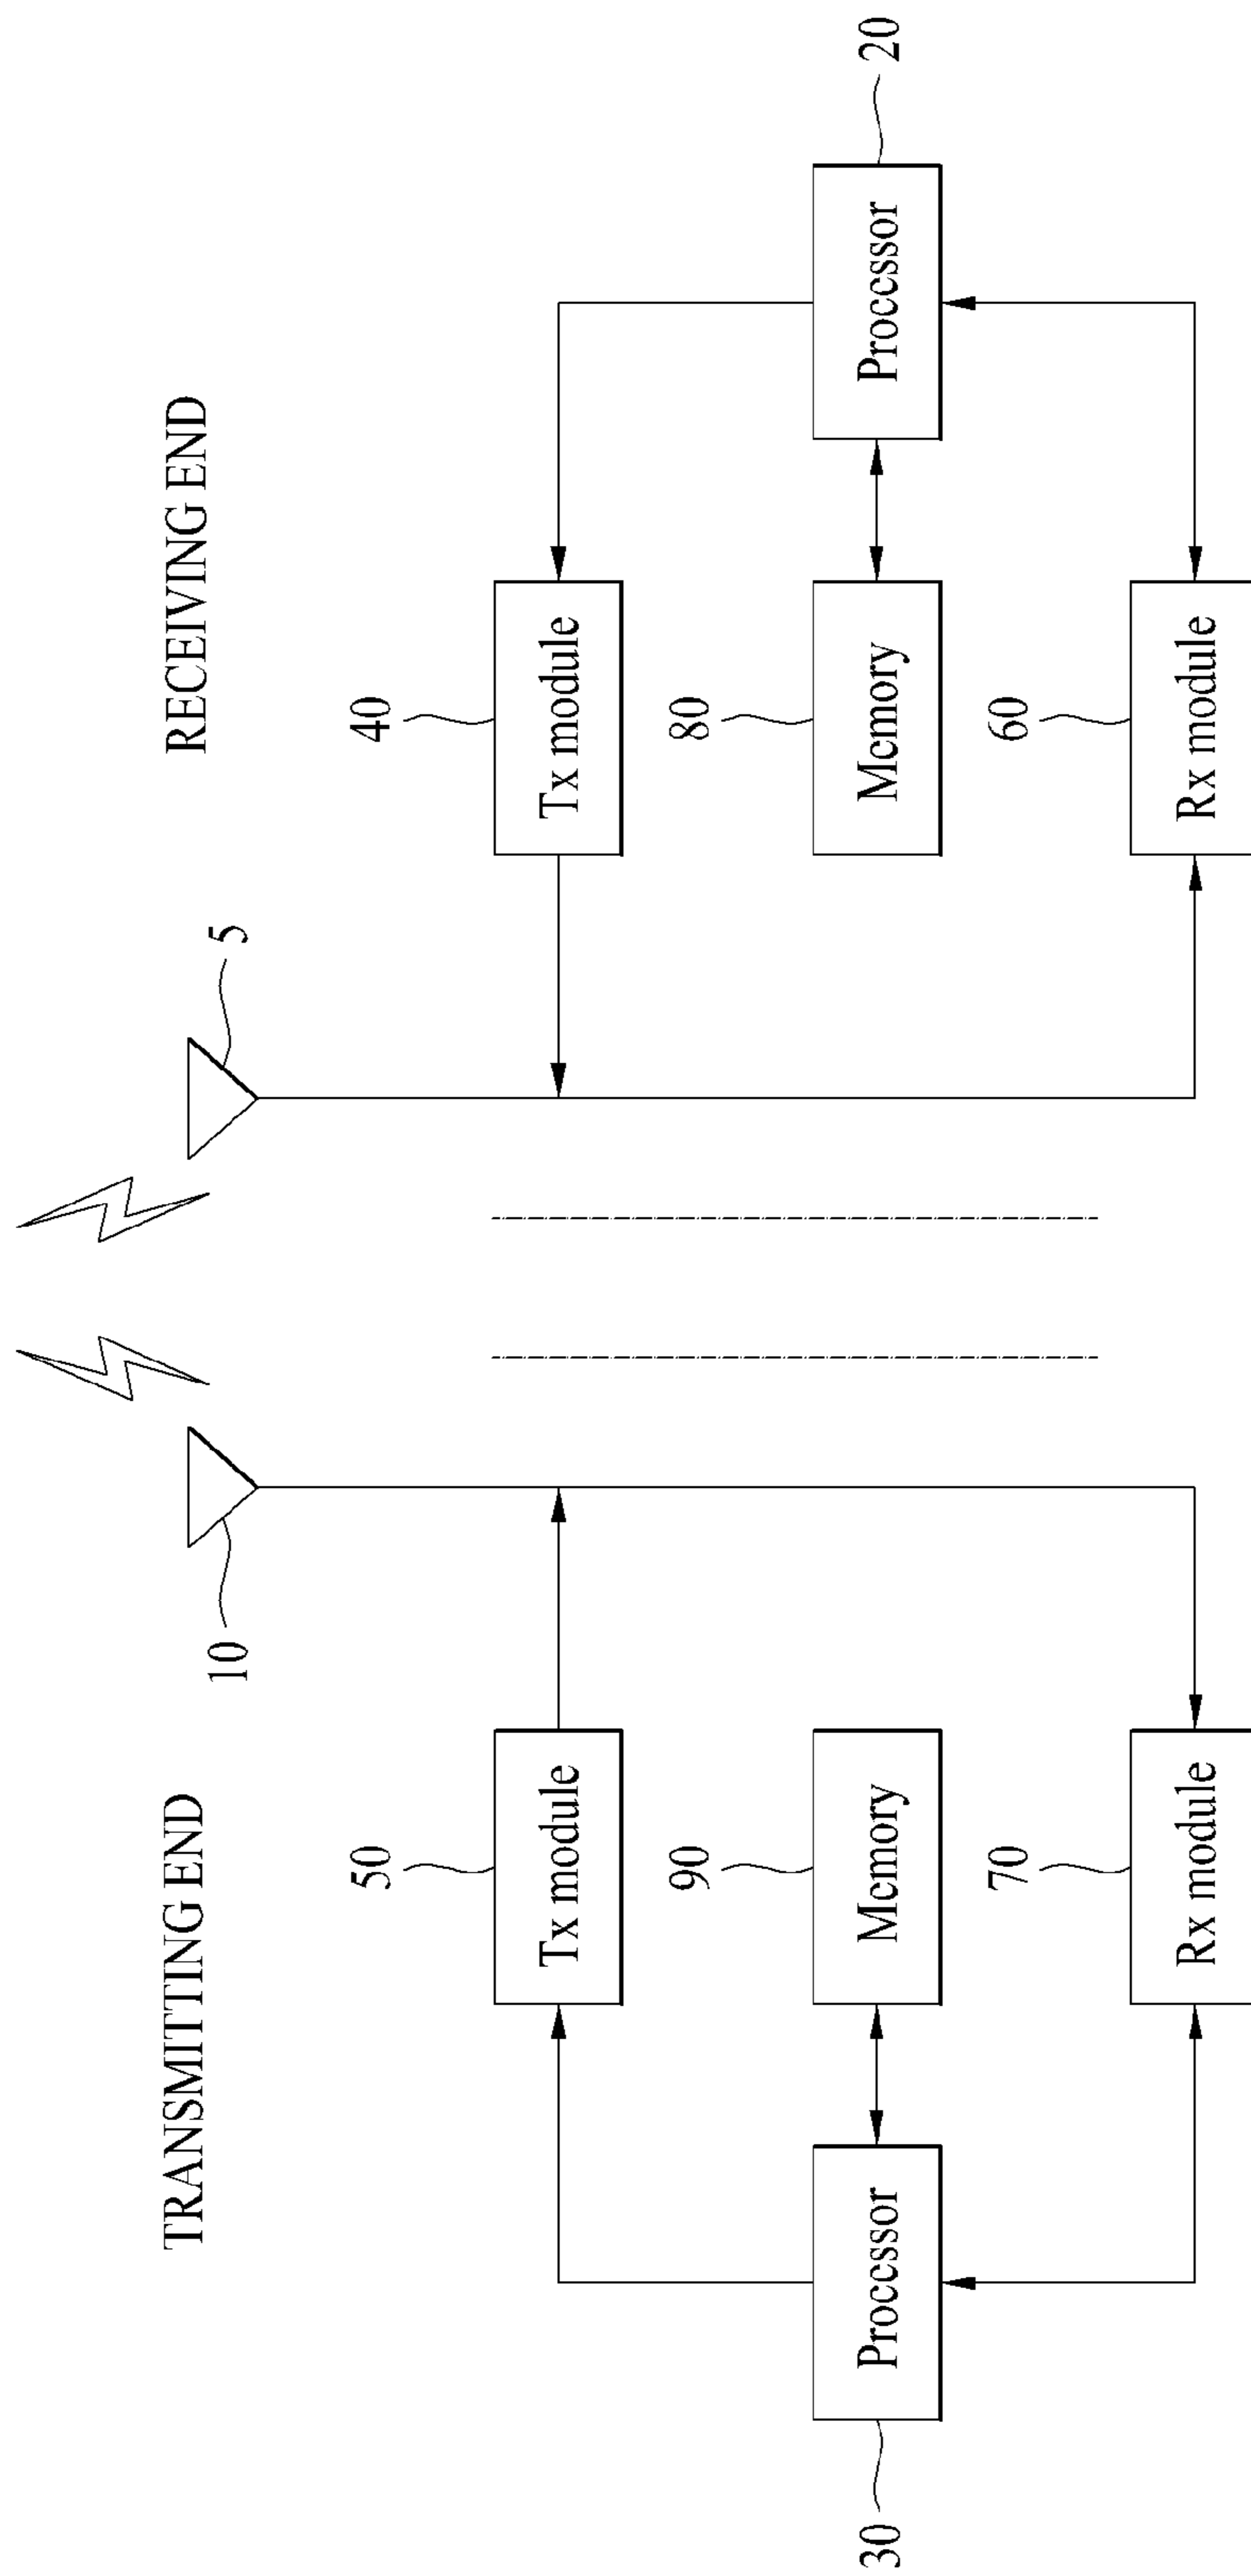 TRANSMITTING END
RECEIVING END
10
5
50
40
Tx module
Tx module
90
80
30
Processor
Memory
Memory
Processor
20
70
60
Rx module
Rx module